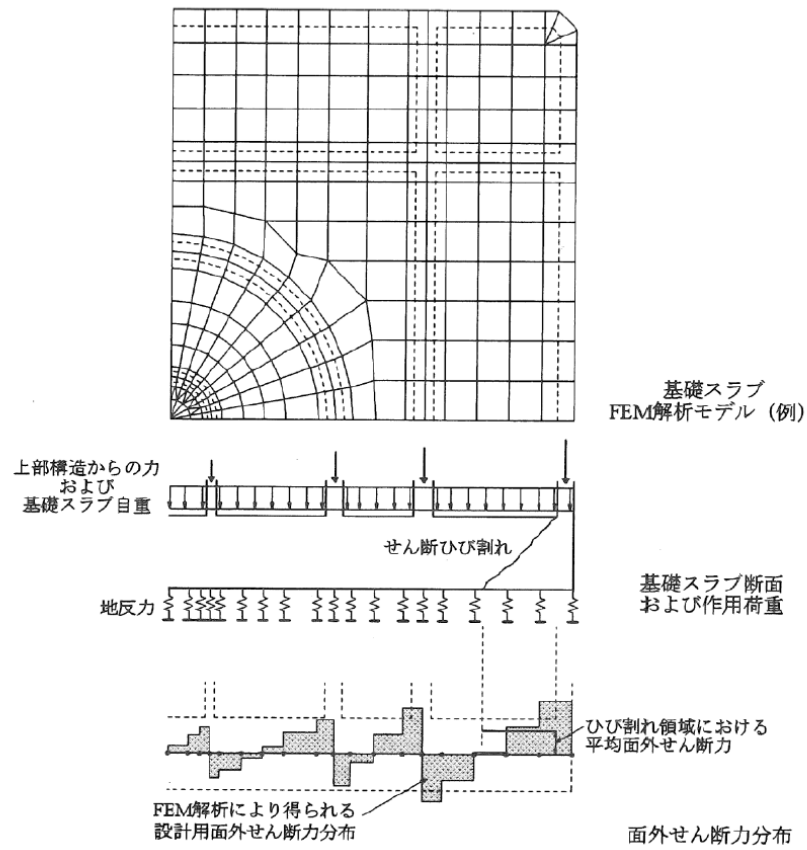 基礎スラブ
FEM解析モデル（例）
上部構造からの力
および
基礎スラブ自重
せん断ひび割れ
地反力
基礎スラブ断面
および作用荷重
ひび割れ領域における
平均面外せん断力
FEM解析により得られる
設計用面外せん断力分布
面外せん断力分布